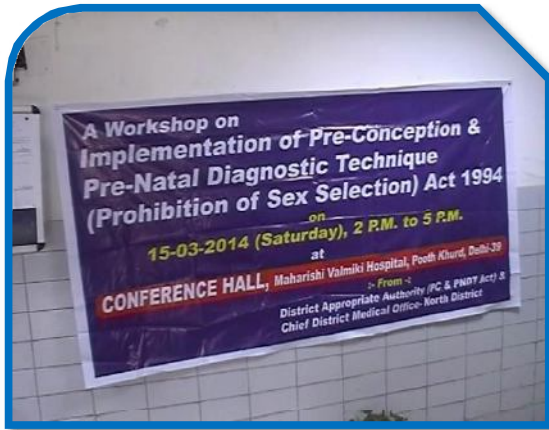 A Workshop on
Implementation of Pre-Conception &
Pre-Natal Diagnostic Technique
(Prohibition of Sex Selection) Act 1994
on
15-03-2014 (Saturday), 2 P.M. to 5 P.M.
at
CONFERENCE HALL, Maharishi Valmiki Hospital, Pooth Khurd, Delhi-39
:- From -:
District Appropriate Authority (PC & PNDT Act) &
Chief District Medical Office- North District